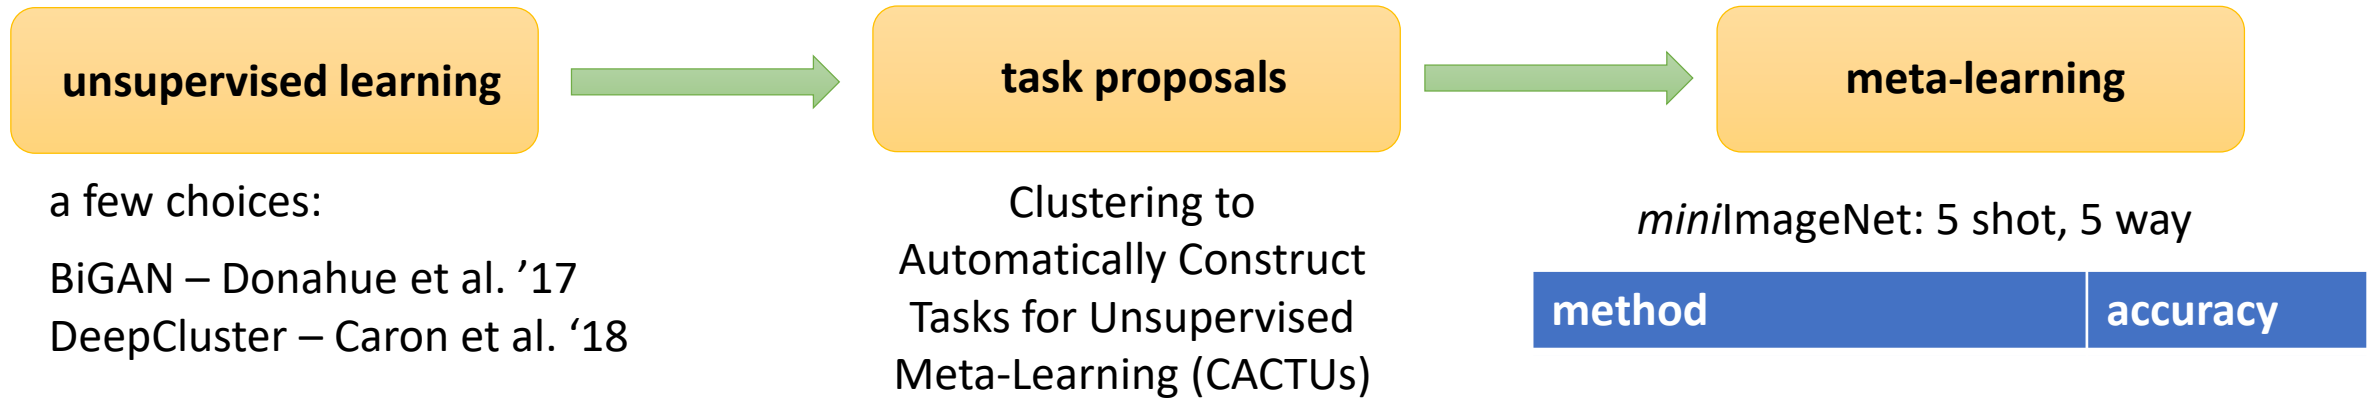 unsupervised learning
task proposals
meta-learning
a few choices:
BiGAN – Donahue et al. ’17
DeepCluster – Caron et al. ‘18
Clustering to
Automatically Construct
Tasks for Unsupervised
Meta-Learning (CACTUs)
miniImageNet: 5 shot, 5 way
method accuracy